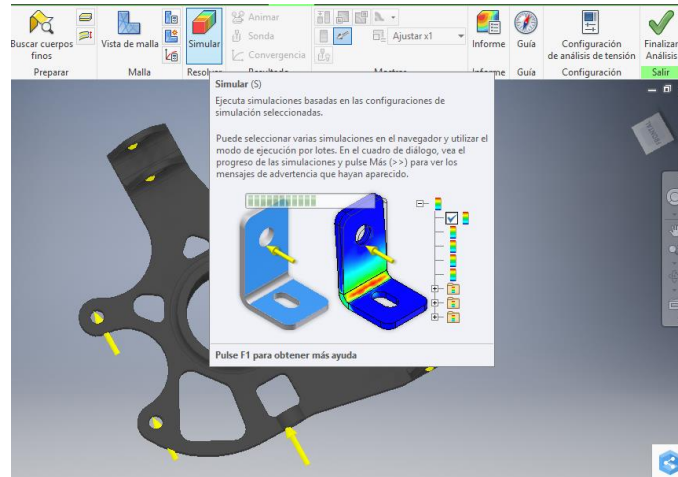 Animar
Sonda
Convergencia
Ajustar x1
Buscar cuerpos
finos
Vista de malla
Simular
Informe
Guía
Configuración
de análisis de tensión
Finalizar
Análisis
Preparar
Malla
Informe
Guía
Configuración
Salir
Simular (S)
Ejecuta simulaciones basadas en las configuraciones de
simulación seleccionadas.
Puede seleccionar varias simulaciones en el navegador y utilizar el
modo de ejecución por lotes. En el cuadro de diálogo, vea el
progreso de las simulaciones y pulse Más (>>) para ver los
mensajes de advertencia que hayan aparecido.
Pulse F1 para obtener más ayuda